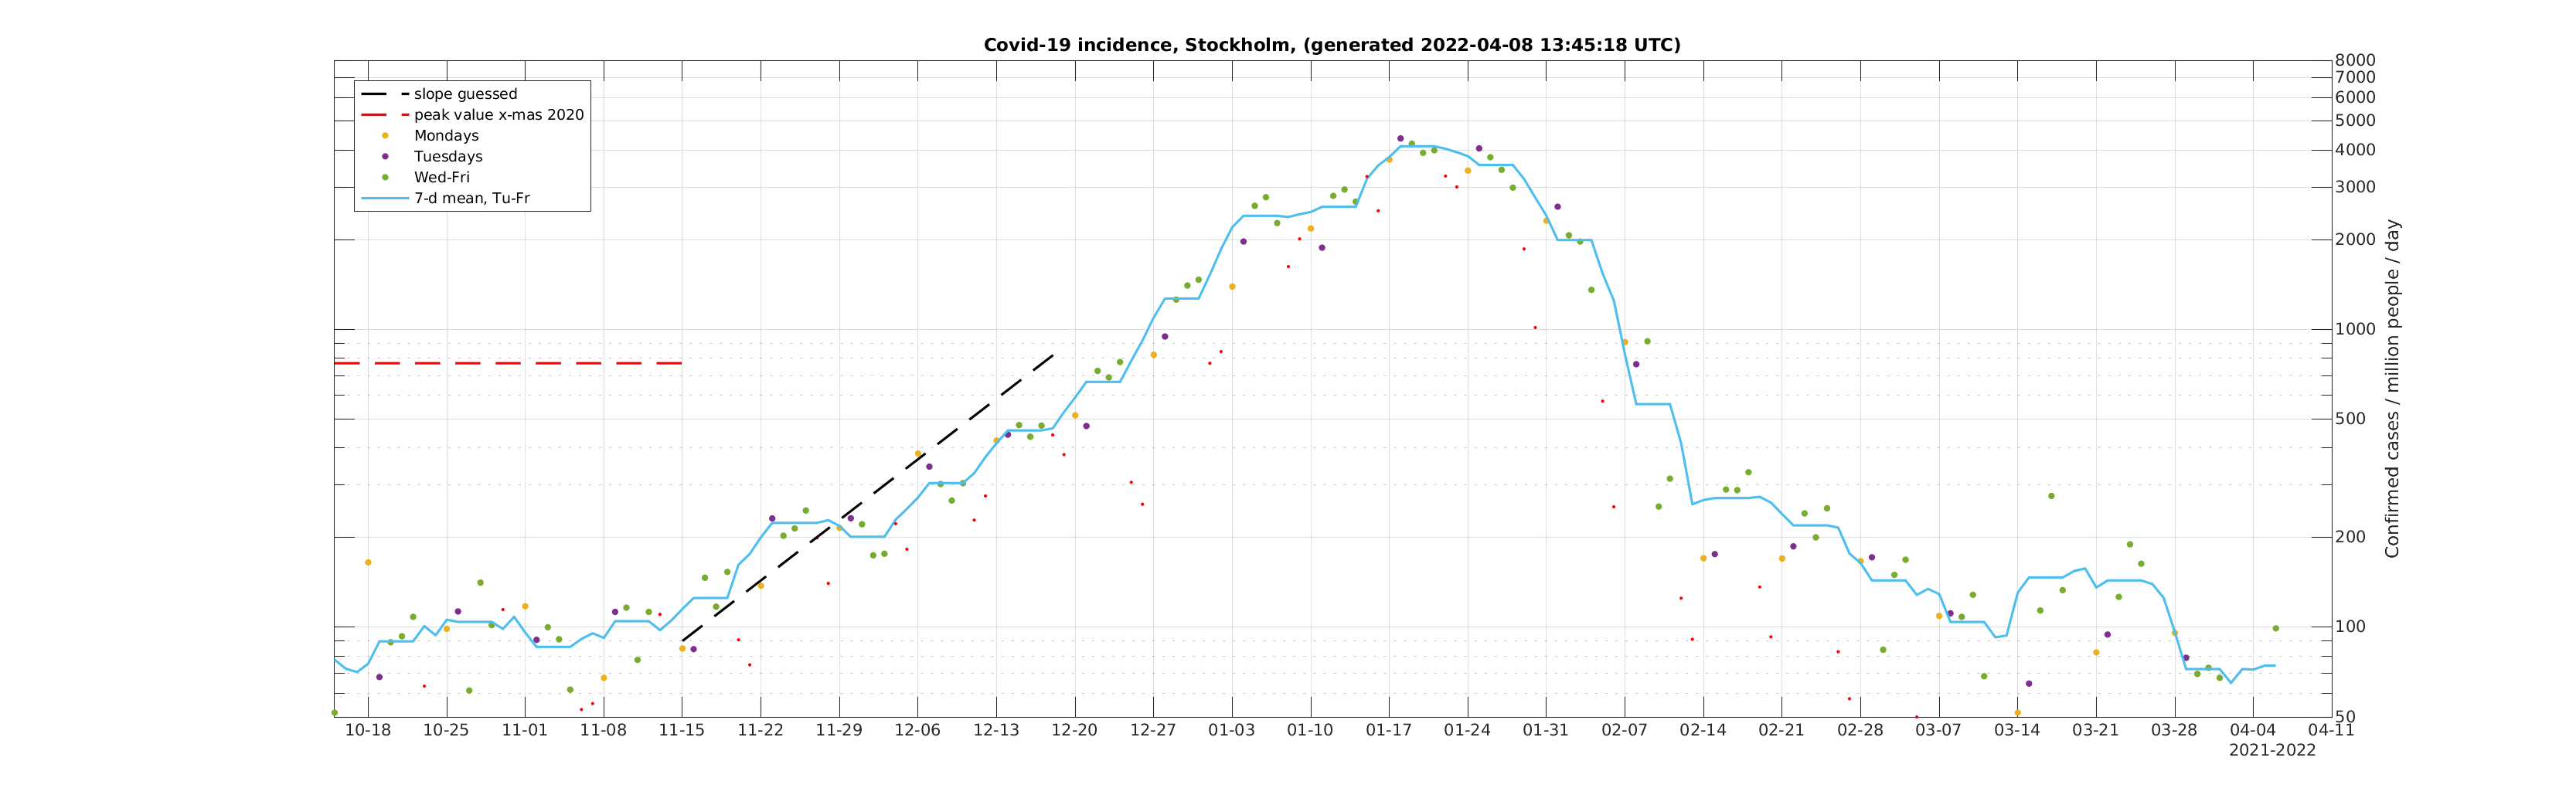 Covid-19 incidence, Stockholm, (generated 2022-04-08 13:45:18 UTC)
slope guessed
peak value x-mas 2020
Mondays
Tuesdays
Wed-Fri
7-d mean, Tu-Fr
8000
7000
6000
5000
4000
3000
2000
1000
500
200
100
50
Confirmed cases / million people / day
10-18 10-25 11-01 11-08 11-15 11-22 11-29 12-06 12-13 12-20 12-27 01-03 01-10 01-17 01-24 01-31 02-07 02-14 02-21 02-28 03-07 03-14 03-21 03-28 04-04 04-11
2021-2022